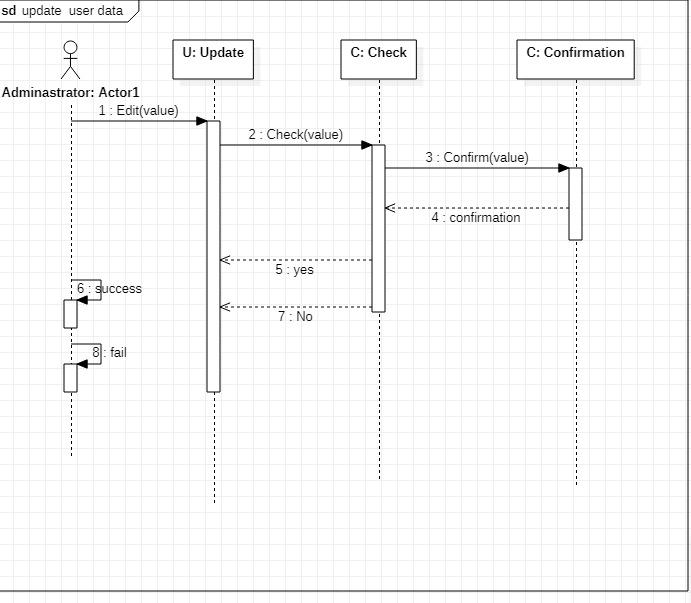 sd update user data
U: Update
C: Check
C: Confirmation
Adminastrator: Actor1
1 : Edit(value)
2 : Check(value)
3 : Confirm(value)
4 : confirmation
5 : yes
6 : success
7 : No
8 : fail